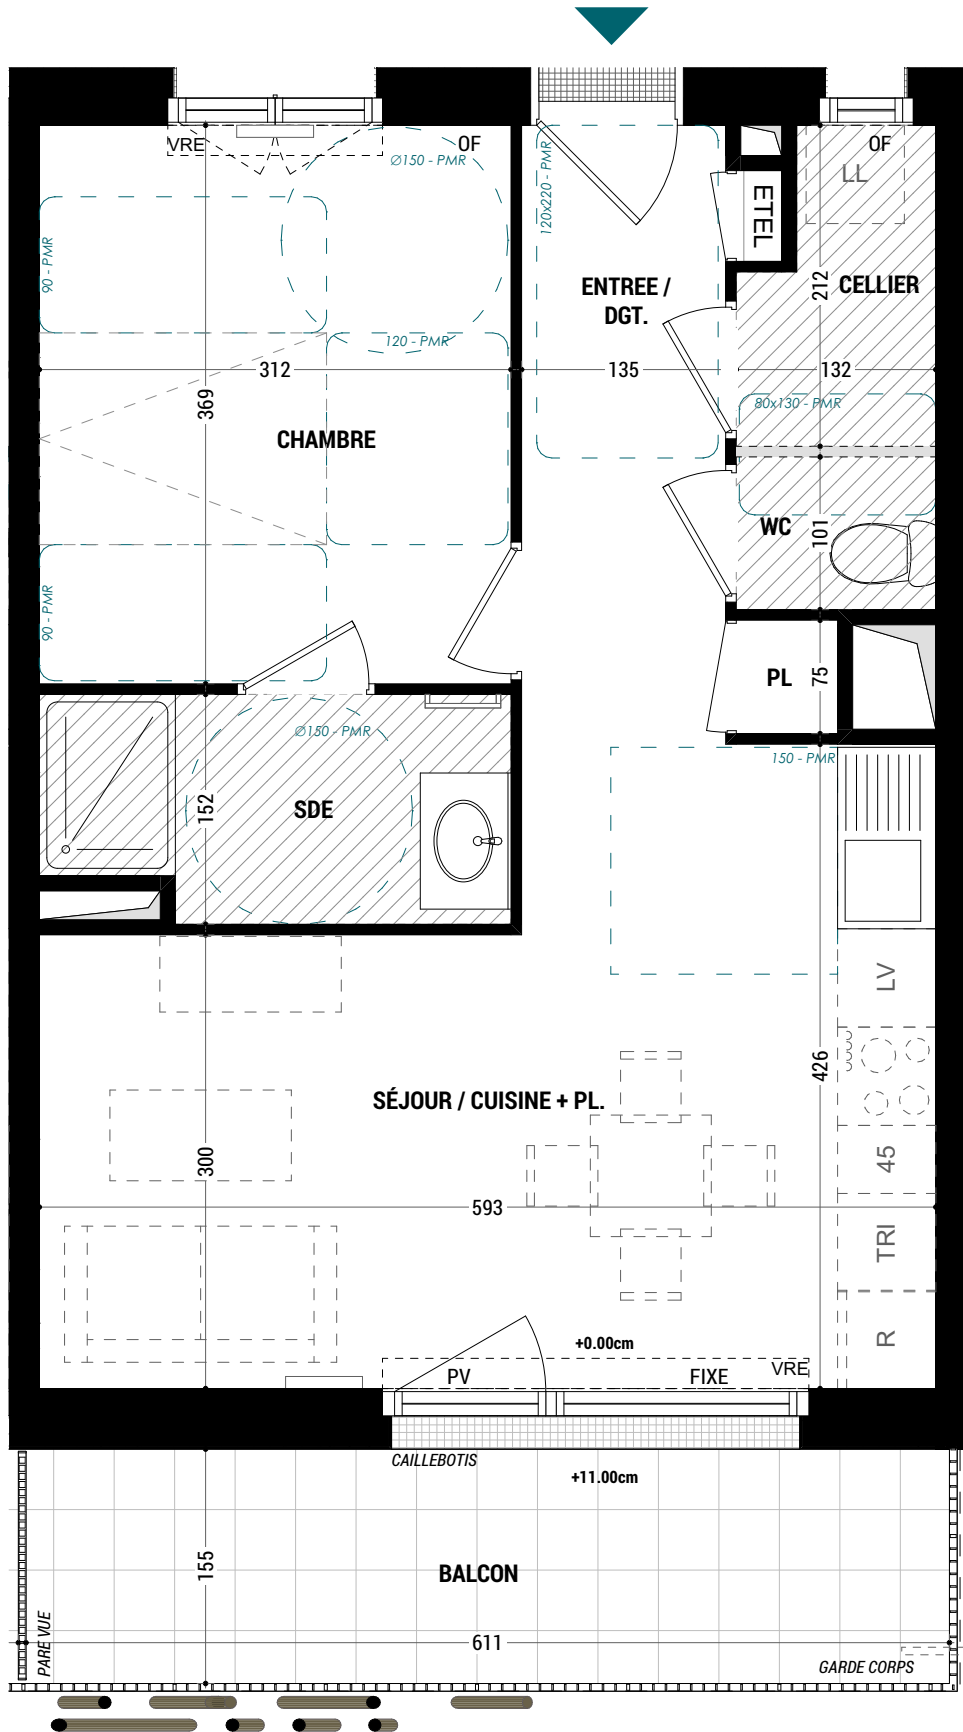 VRE
OF
Ø150 - PMR
120x220 - PMR
ETEL
OF
LL
90 - PMR
ENTREE /
DGT.
212
CELLIER
120 - PMR
312
135
132
369
80x130 - PMR
CHAMBRE
WC
101
90 - PMR
PL
75
Ø150 - PMR
150 - PMR
SDE
152
LV
426
SÉJOUR / CUISINE + PL.
300
45
593
TRI
R
+0.00cm
PV
FIXE
VRE
CAILLEBOTIS
+11.00cm
155
BALCON
PARE VUE
611
GARDE CORPS